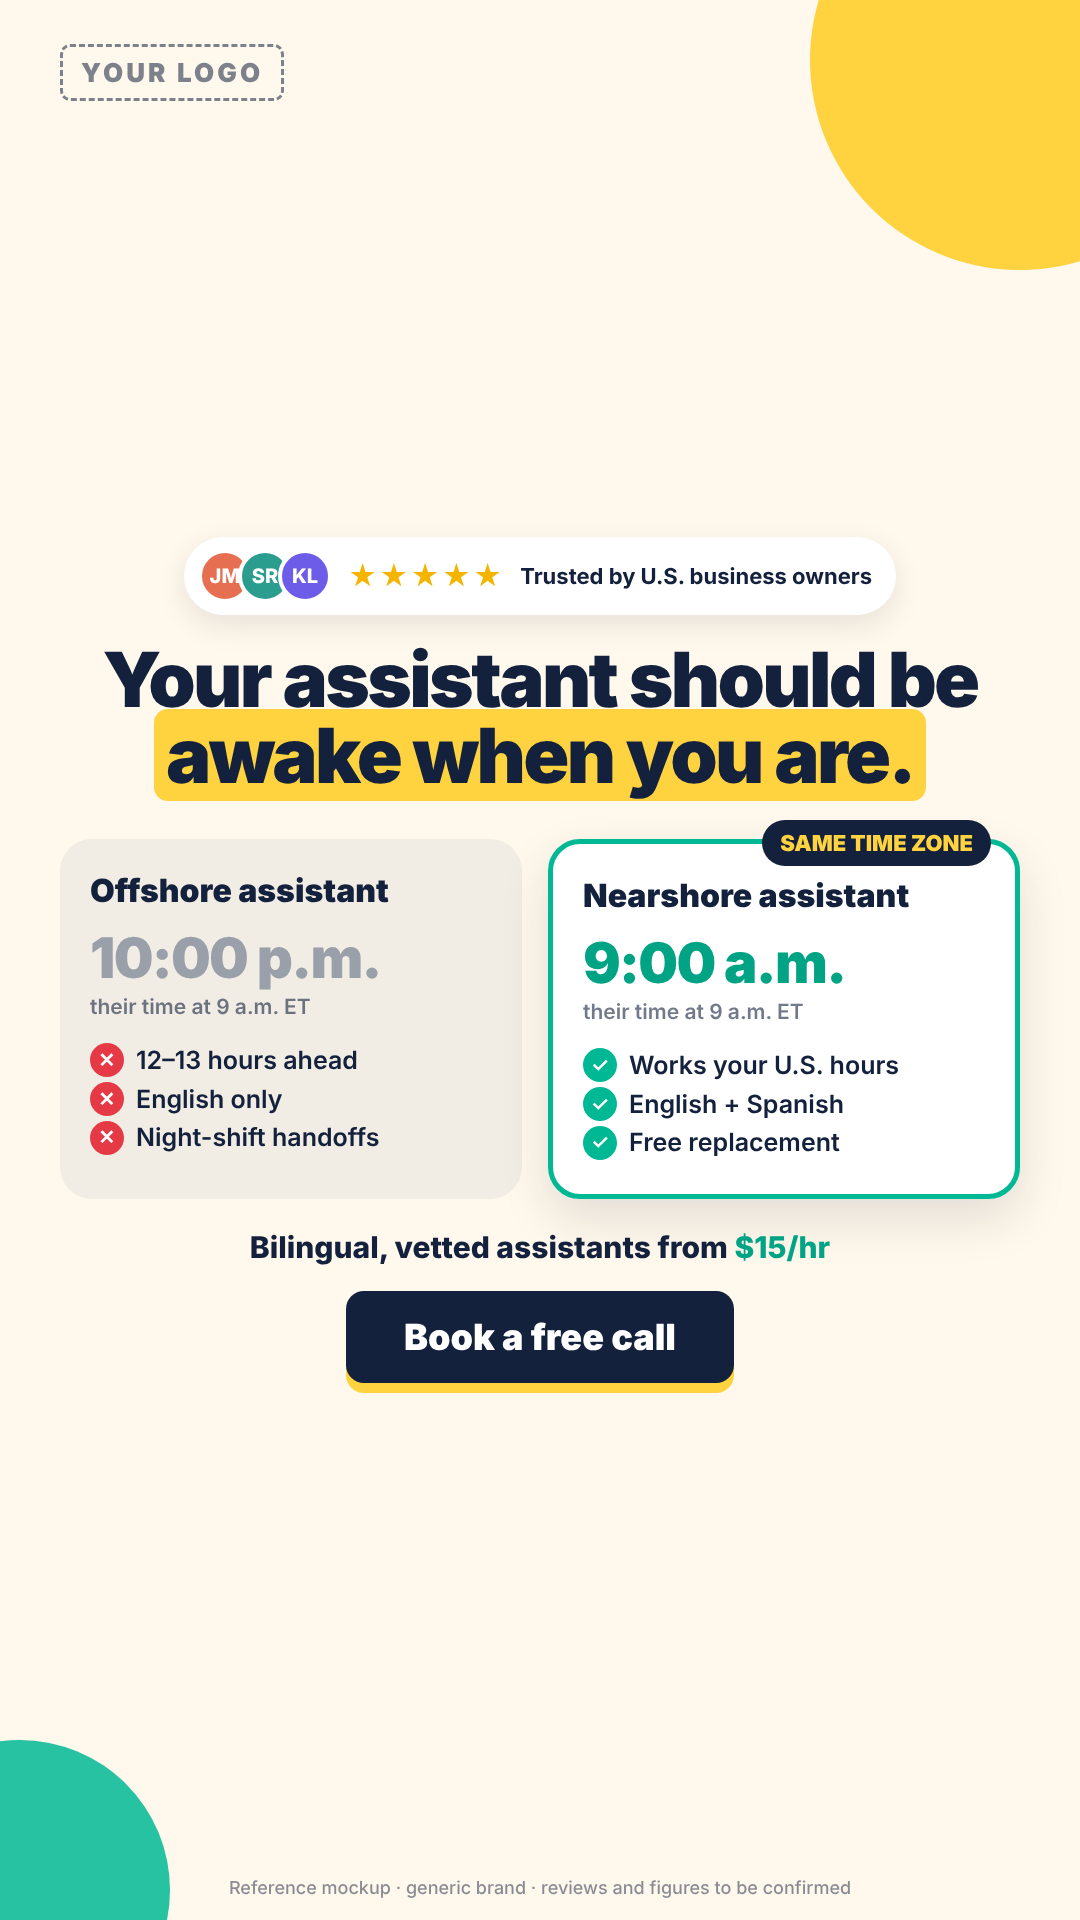 YOUR LOGO
JM SR KL ★★★★★ Trusted by U.S. business owners
Your assistant should be
awake when you are.
Offshore assistant
10:00 p.m.
their time at 9 a.m. ET
12–13 hours ahead
English only
Night-shift handoffs
SAME TIME ZONE
Nearshore assistant
9:00 a.m.
their time at 9 a.m. ET
Works your U.S. hours
English + Spanish
Free replacement
Bilingual, vetted assistants from $15/hr
Book a free call
Reference mockup · generic brand · reviews and figures to be confirmed